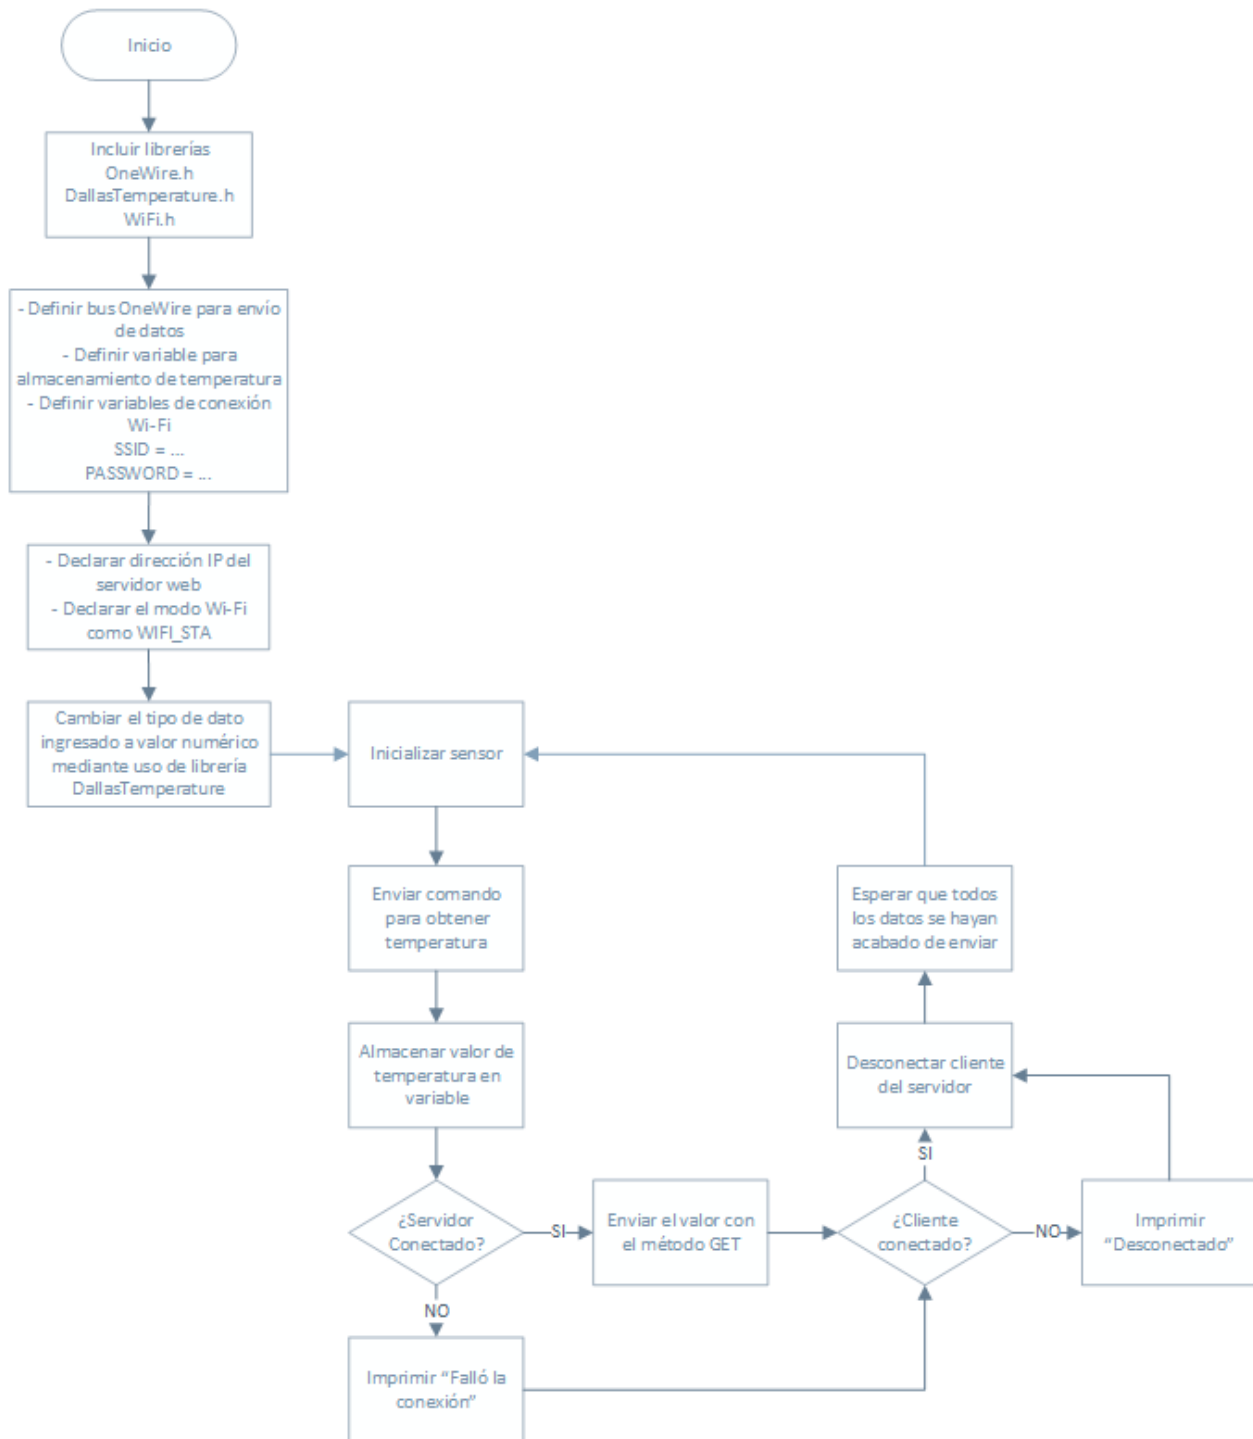 Inicio
Incluir librerías
OneWire.h
DallasTemperature.h
WiFi.h
- Definir bus OneWire para envío
de datos
- Definir variable para
almacenamiento de temperatura
- Definir variables de conexión
Wi-Fi
SSID = ...
PASSWORD = ...
- Declarar dirección IP del
servidor web
- Declarar el modo Wi-Fi
como WIFI_STA
Cambiar el tipo de dato
ingresado a valor numérico
mediante uso de librería
DallasTemperature
Inicializar sensor
Enviar comando
para obtener
temperatura
Almacenar valor de
temperatura en
variable
¿Servidor
Conectado?
SI
NO
Imprimir “Falló la
conexión”
Enviar el valor con
el método GET
¿Cliente
conectado?
SI
NO
Imprimir
“Desconectado”
Desconectar cliente
del servidor
Esperar que todos
los datos se hayan
acabado de enviar